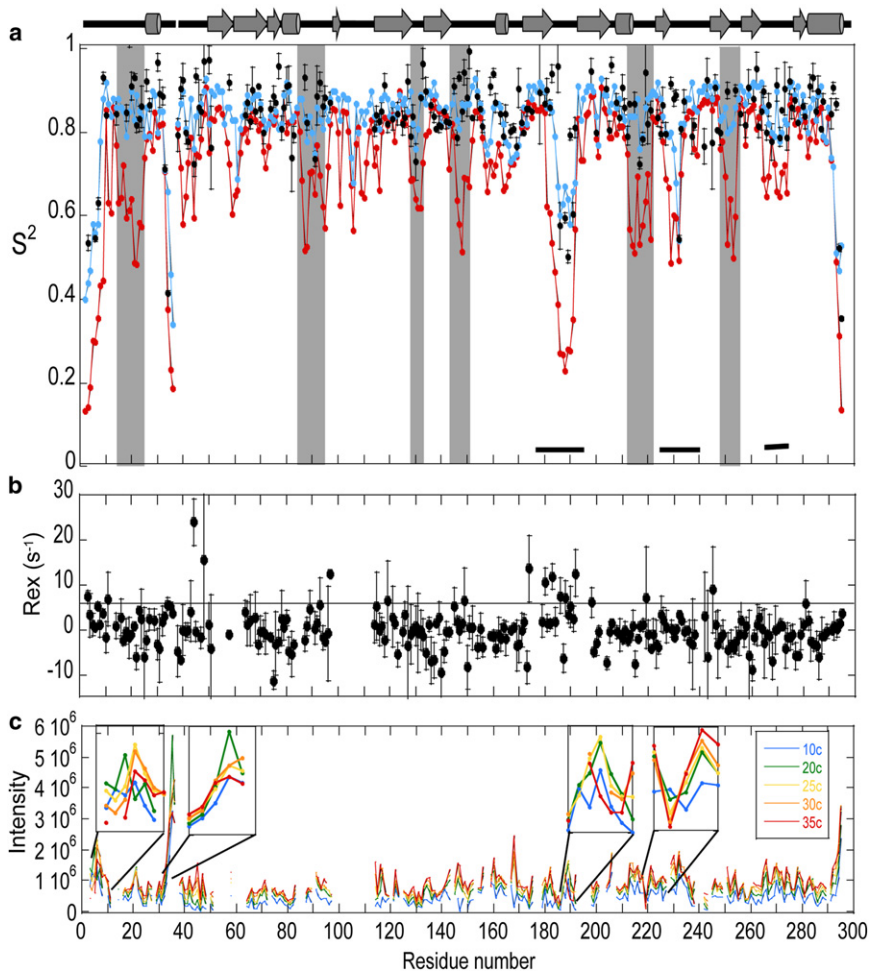 a
1
0.8
0.6
S²
0.4
0.2
0
b
30
20
10
0
-10
Rex (s⁻¹)
c
6 10⁶
5 10⁶
4 10⁶
3 10⁶
2 10⁶
1 10⁶
0
Intensity
10c
20c
25c
30c
35c
0 20 40 60 80 100 120 140 160 180 200 220 240 260 280 300
Residue number